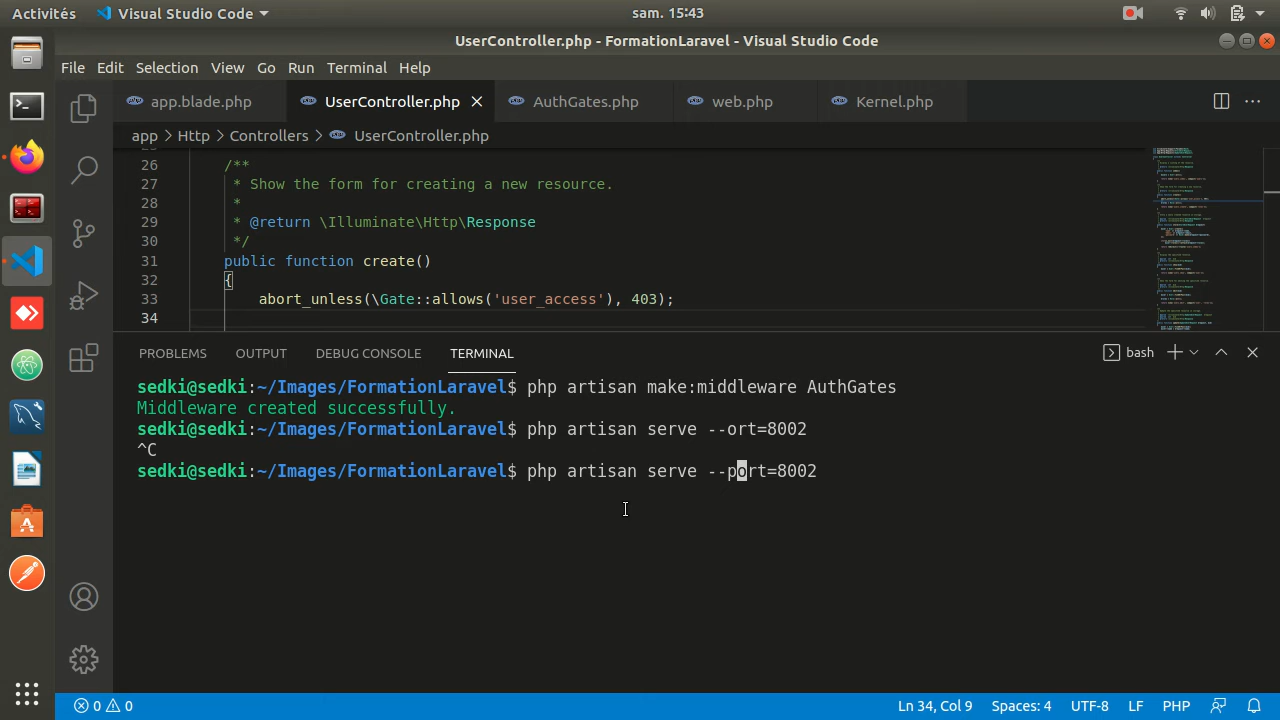 Activités Visual Studio Code sam. 15:43
UserController.php - FormationLaravel - Visual Studio Code
File Edit Selection View Go Run Terminal Help
app.blade.php UserController.php AuthGates.php web.php Kernel.php
app > Http > Controllers > UserController.php
26 /**
27 * Show the form for creating a new resource.
28 *
29 * @return \Illuminate\Http\Response
30 */
31 public function create()
32 {
33 abort_unless(\Gate::allows('user_access'), 403);
34
PROBLEMS OUTPUT DEBUG CONSOLE TERMINAL bash
sedki@sedki:~/Images/FormationLaravel$ php artisan make:middleware AuthGates
Middleware created successfully.
sedki@sedki:~/Images/FormationLaravel$ php artisan serve --ort=8002
^C
sedki@sedki:~/Images/FormationLaravel$ php artisan serve --port=8002
0 0 Ln 34, Col 9 Spaces: 4 UTF-8 LF PHP